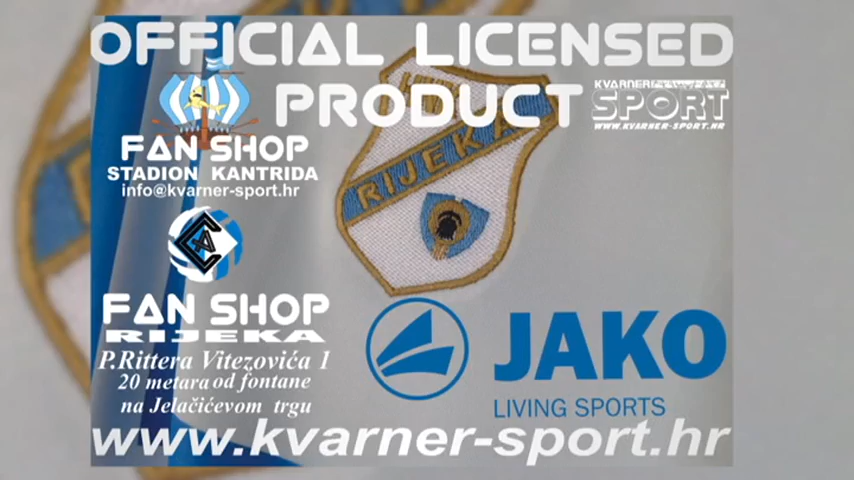 OFFICIAL LICENSED
PRODUCT
KVARNER
SPORT
WWW.KVARNER-SPORT.HR
FAN SHOP
STADION KANTRIDA
info@kvarner-sport.hr
RIJEKA
FAN SHOP
RIJEKA
P.Rittera Vitezovića 1
20 metara od fontane
na Jelačićevom trgu
JAKO
LIVING SPORTS
www.kvarner-sport.hr